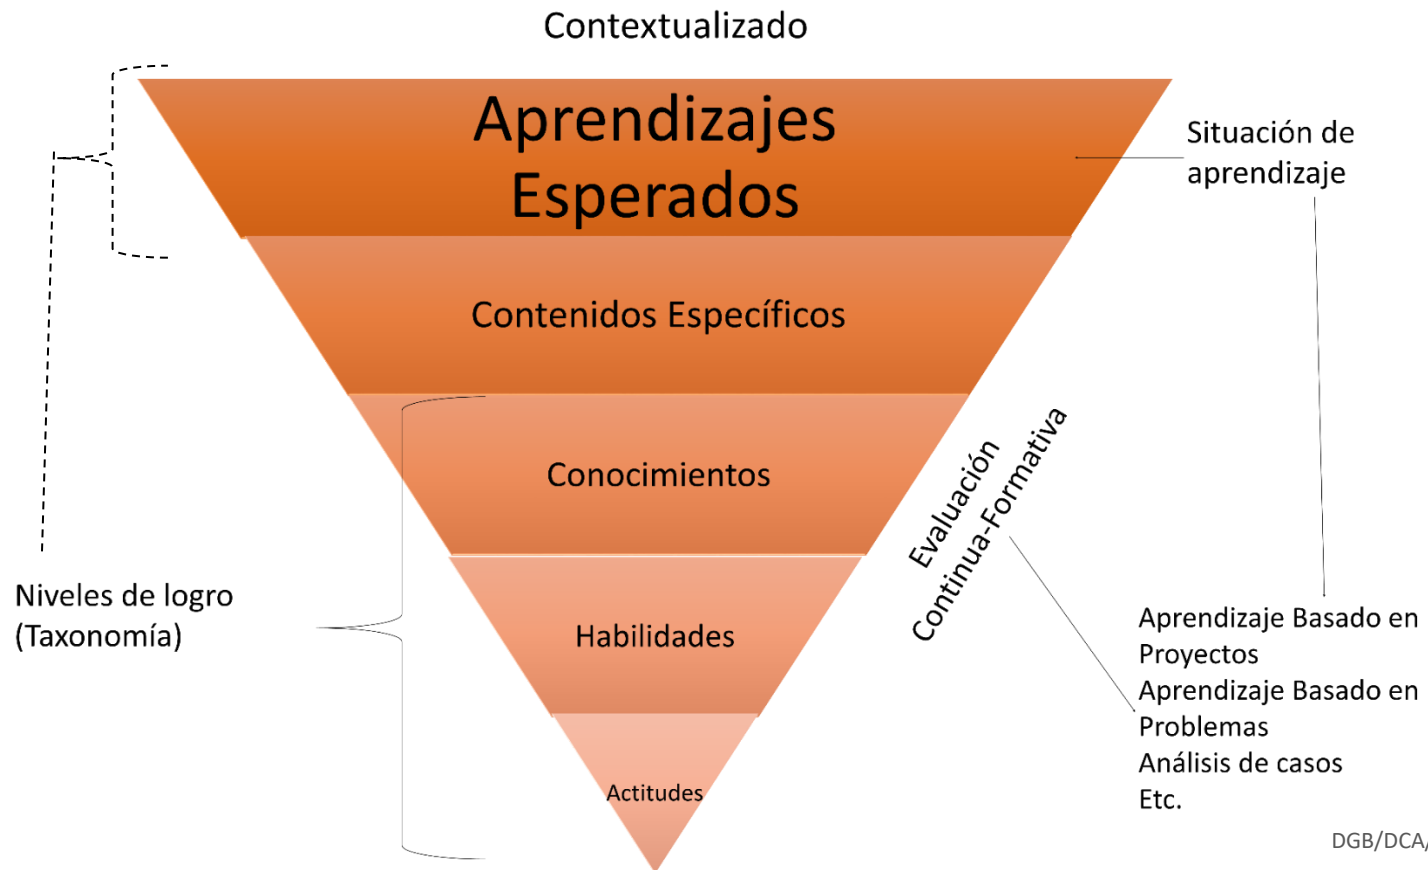 Contextualizado
Aprendizajes
Esperados
Situación de
aprendizaje
Contenidos Específicos
Conocimientos
Evaluación
Continua-Formativa
Niveles de logro
(Taxonomía)
Habilidades
Aprendizaje Basado en
Proyectos
Aprendizaje Basado en
Problemas
Análisis de casos
Etc.
Actitudes
DGB/DCA/